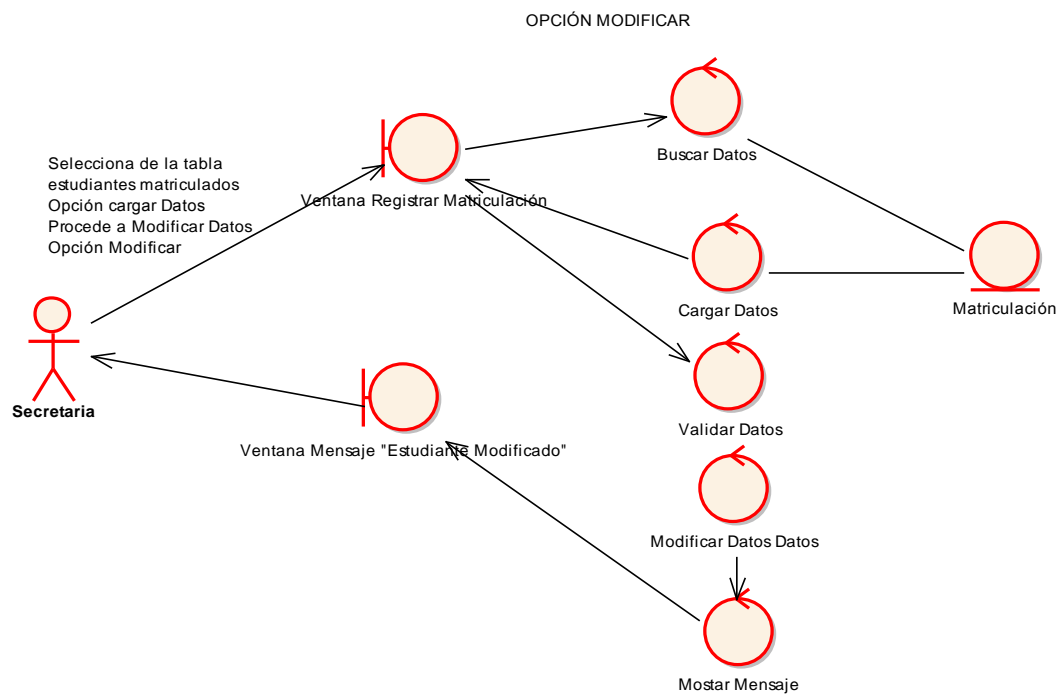 OPCIÓN MODIFICAR
Buscar Datos
Selecciona de la tabla
estudiantes matriculados
Opción cargar Datos
Procede a Modificar Datos
Opción Modificar
Ventana Registrar Matriculación
Cargar Datos
Matriculación
Secretaria
Validar Datos
Ventana Mensaje "Estudiante Modificado"
Modificar Datos Datos
Mostar Mensaje